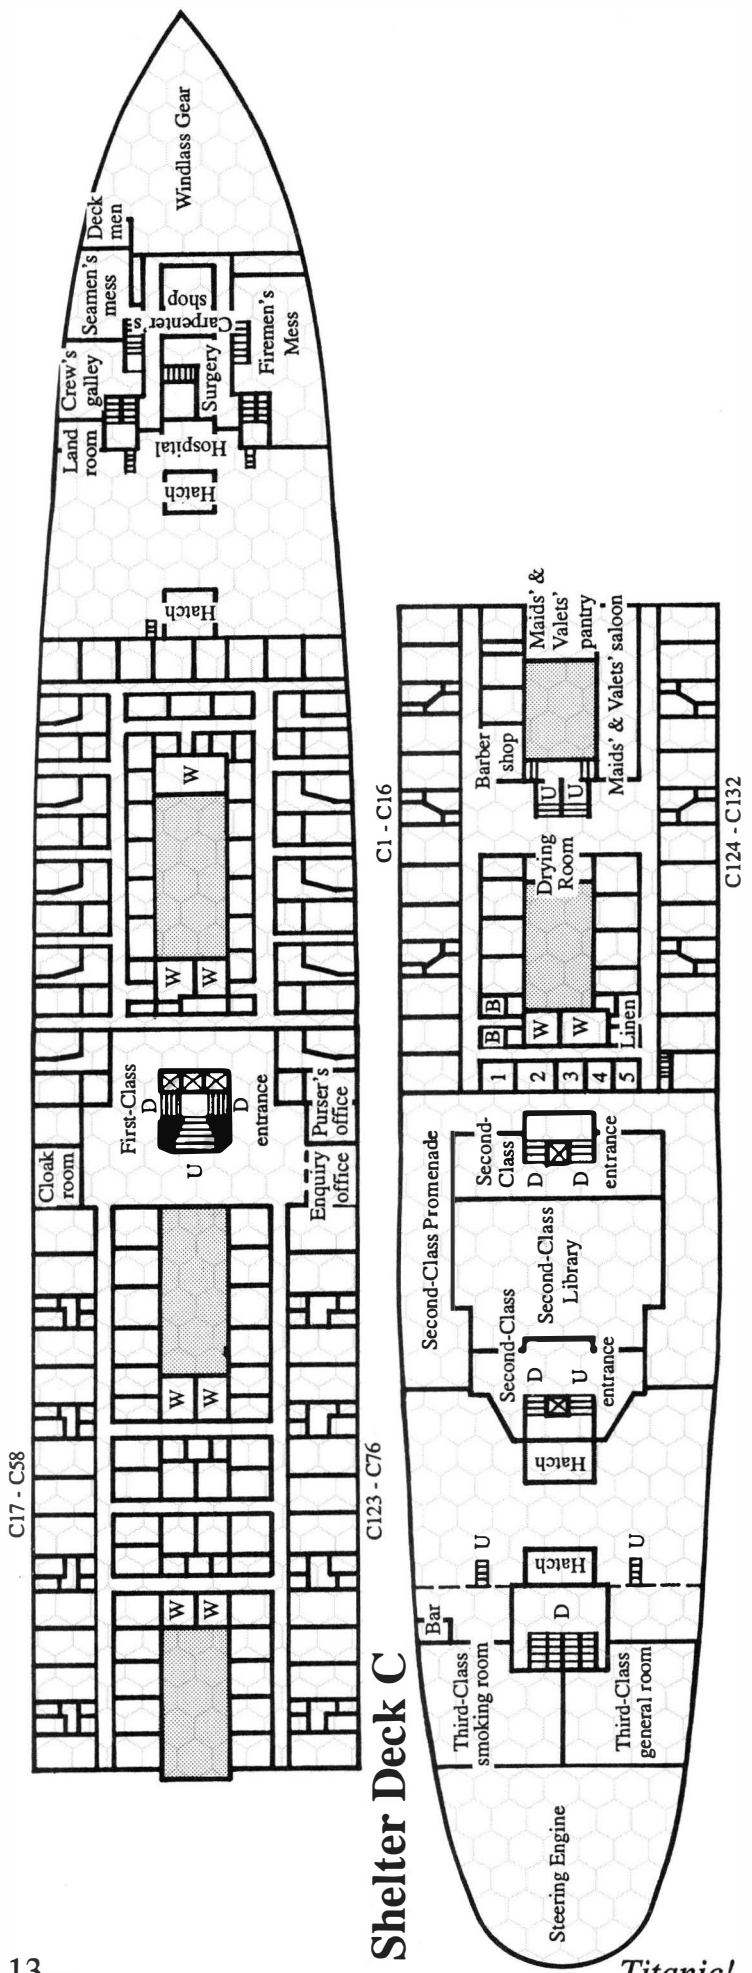 Windlass Gear
Deck
men
Seamen's
mess
Carpenter's
shop
Crew's
galley
Surgery
Firemen's
Mess
Land
room
Hospital
Hatch
Hatch
W
W
W
First-Class
D
D
entrance
U
Purser's
office
Cloak
room
Enquiry
office
W
W
W
W
C17 - C58
C123 - C76
Shelter Deck C
Maids' &
Valets'
pantry
Maids' & Valets' saloon
Barber
shop
U
U
C1 - C16
C124 - C132
Drying
Room
B
B
W
W
Linen
1
2
3
4
5
Second-Class Promenade
Second-
Class
D
D
entrance
Second-Class
Library
Second-Class
D
U
entrance
Hatch
Hatch
U
U
Bar
D
Third-Class
smoking room
Third-Class
general room
Steering Engine
13
Titanic!